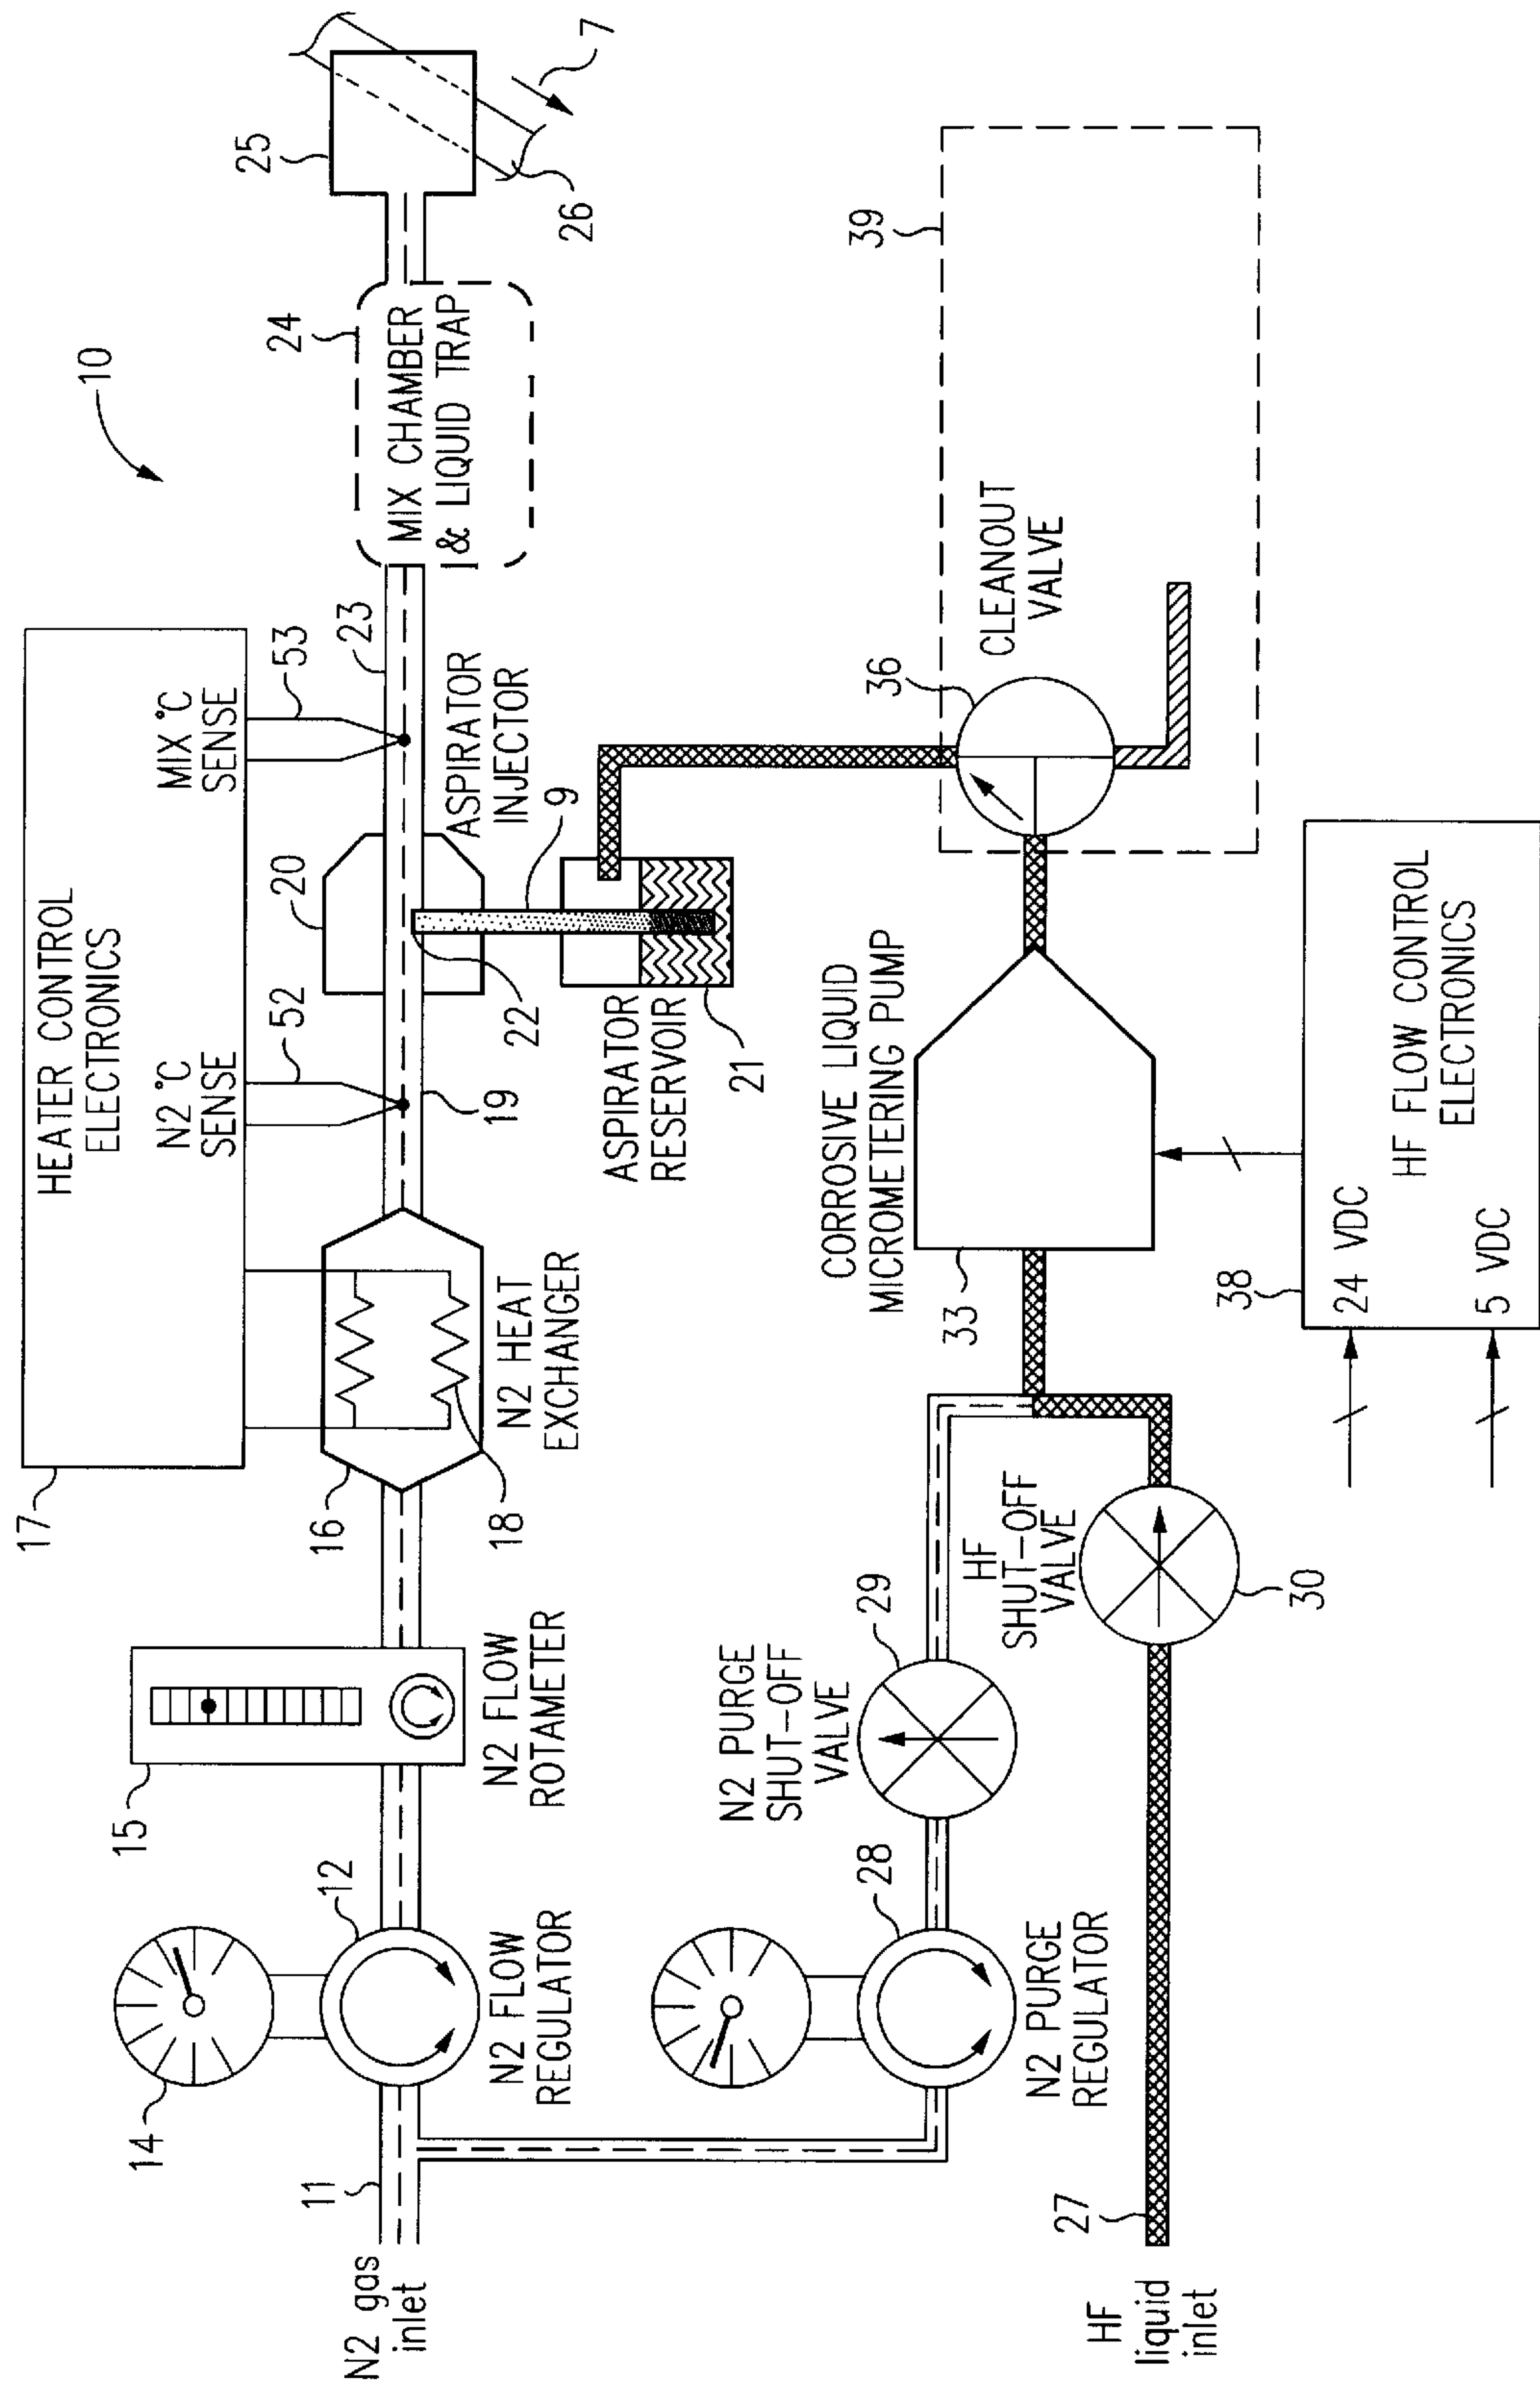 10
17
HEATER CONTROL
ELECTRONICS
N2 °C
SENSE
MIX °C
SENSE
52
53
14
15
12
11
N2 gas
inlet
N2 FLOW
REGULATOR
N2 FLOW
ROTAMETER
16
18
N2 HEAT
EXCHANGER
19
20
22
ASPIRATOR
INJECTOR
23
24
MIX CHAMBER
& LIQUID TRAP
25
26
7
9
ASPIRATOR
RESERVOIR
21
28
N2 PURGE
REGULATOR
N2 PURGE
SHUT-OFF
VALVE
29
HF
SHUT-OFF
VALVE
30
27
HF
liquid
inlet
CORROSIVE LIQUID
MICROMETERING PUMP
33
36
CLEANOUT
VALVE
39
38
24 VDC
5 VDC
HF FLOW CONTROL
ELECTRONICS